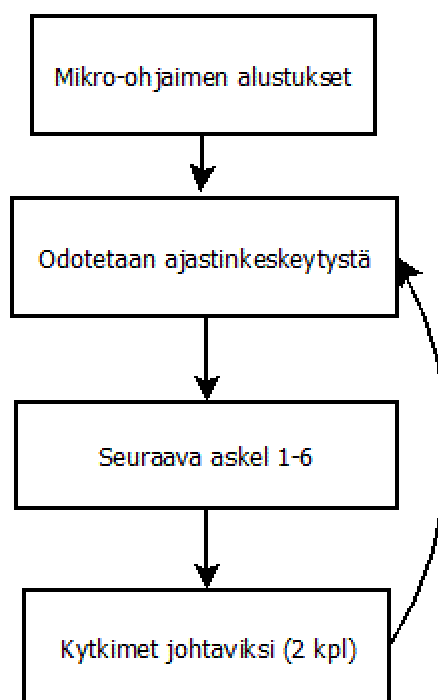 Mikro-ohjaimen alustukset
Odotetaan ajastinkeskeytystä
Seuraava askel 1-6
Kytkimet johtaviksi (2 kpl)